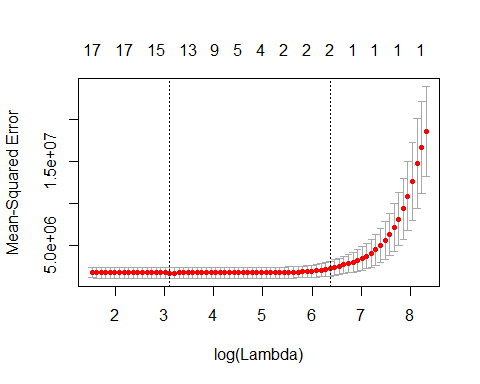 17 17 15 13 9 5 4 2 2 2 1 1 1 1
Mean-Squared Error
1.5e+07
5.0e+06
2 3 4 5 6 7 8
log(Lambda)